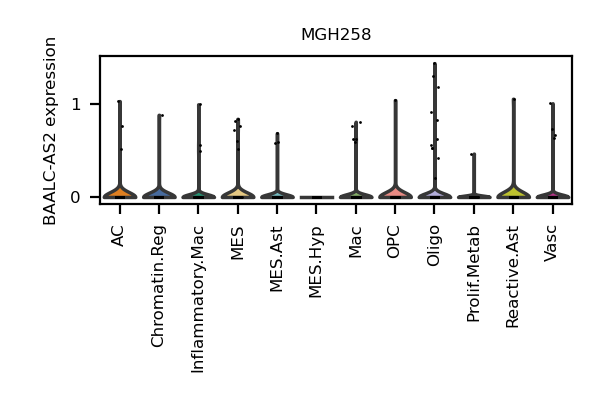 MGH258
BAALC-AS2 expression
1
0
AC
Chromatin.Reg
Inflammatory.Mac
MES
MES.Ast
MES.Hyp
Mac
OPC
Oligo
Prolif.Metab
Reactive.Ast
Vasc